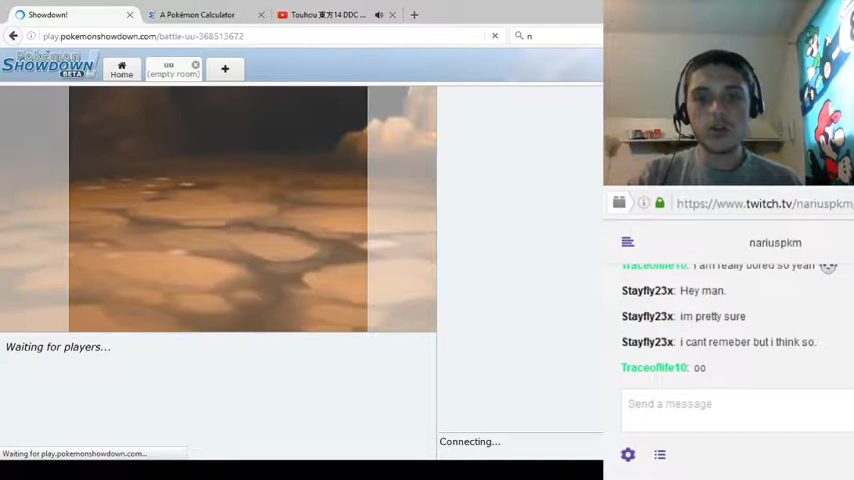 Showdown!
A Pokémon Calculator
Touhou 東方14 DDC ...
play.pokemonshowdown.com/battle-uu-368513672
n
Pokémon
SHOWDOWN
BETA
Home
uu
(empty room)
https://www.twitch.tv/nariuspkm
nariuspkm
Traceoflife10: I am really bored so yeah
Stayfly23x: Hey man.
Stayfly23x: im pretty sure
Stayfly23x: i cant remeber but i think so.
Traceoflife10: oo
Waiting for players...
Send a message
Connecting...
Waiting for play.pokemonshowdown.com...